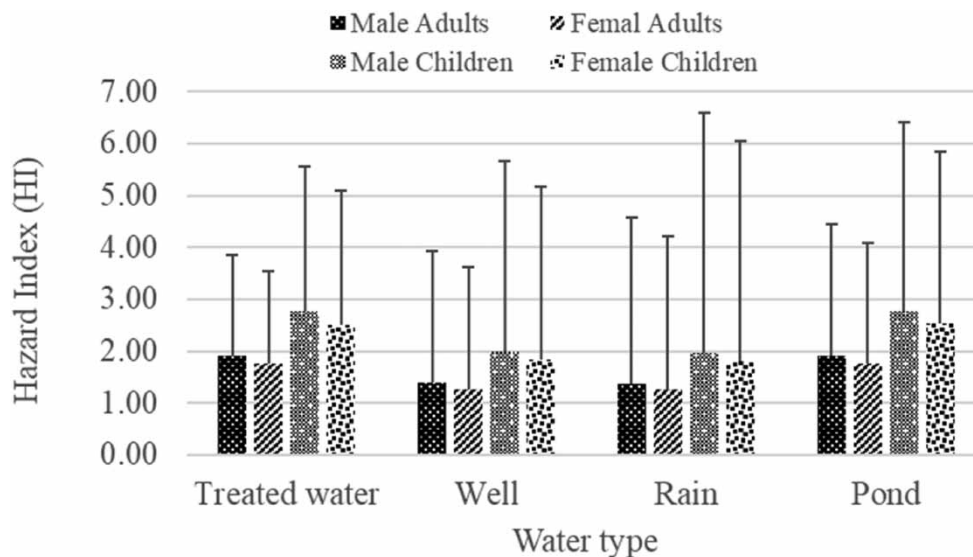 Male Adults Femal Adults
Male Children Female Children
7.00
6.00
5.00
4.00
3.00
2.00
1.00
0.00
Hazard Index (HI)
Treated water Well Rain Pond
Water type